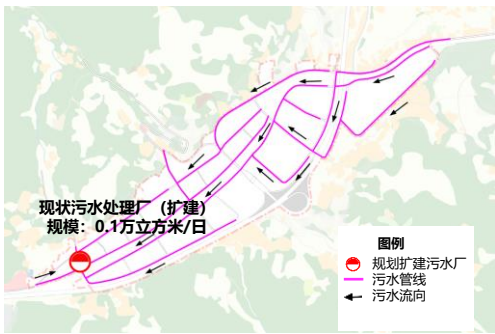 现状污水处理厂（扩建）
规模：0.1万立方米/日
图例
规划扩建污水厂
污水管线
污水流向